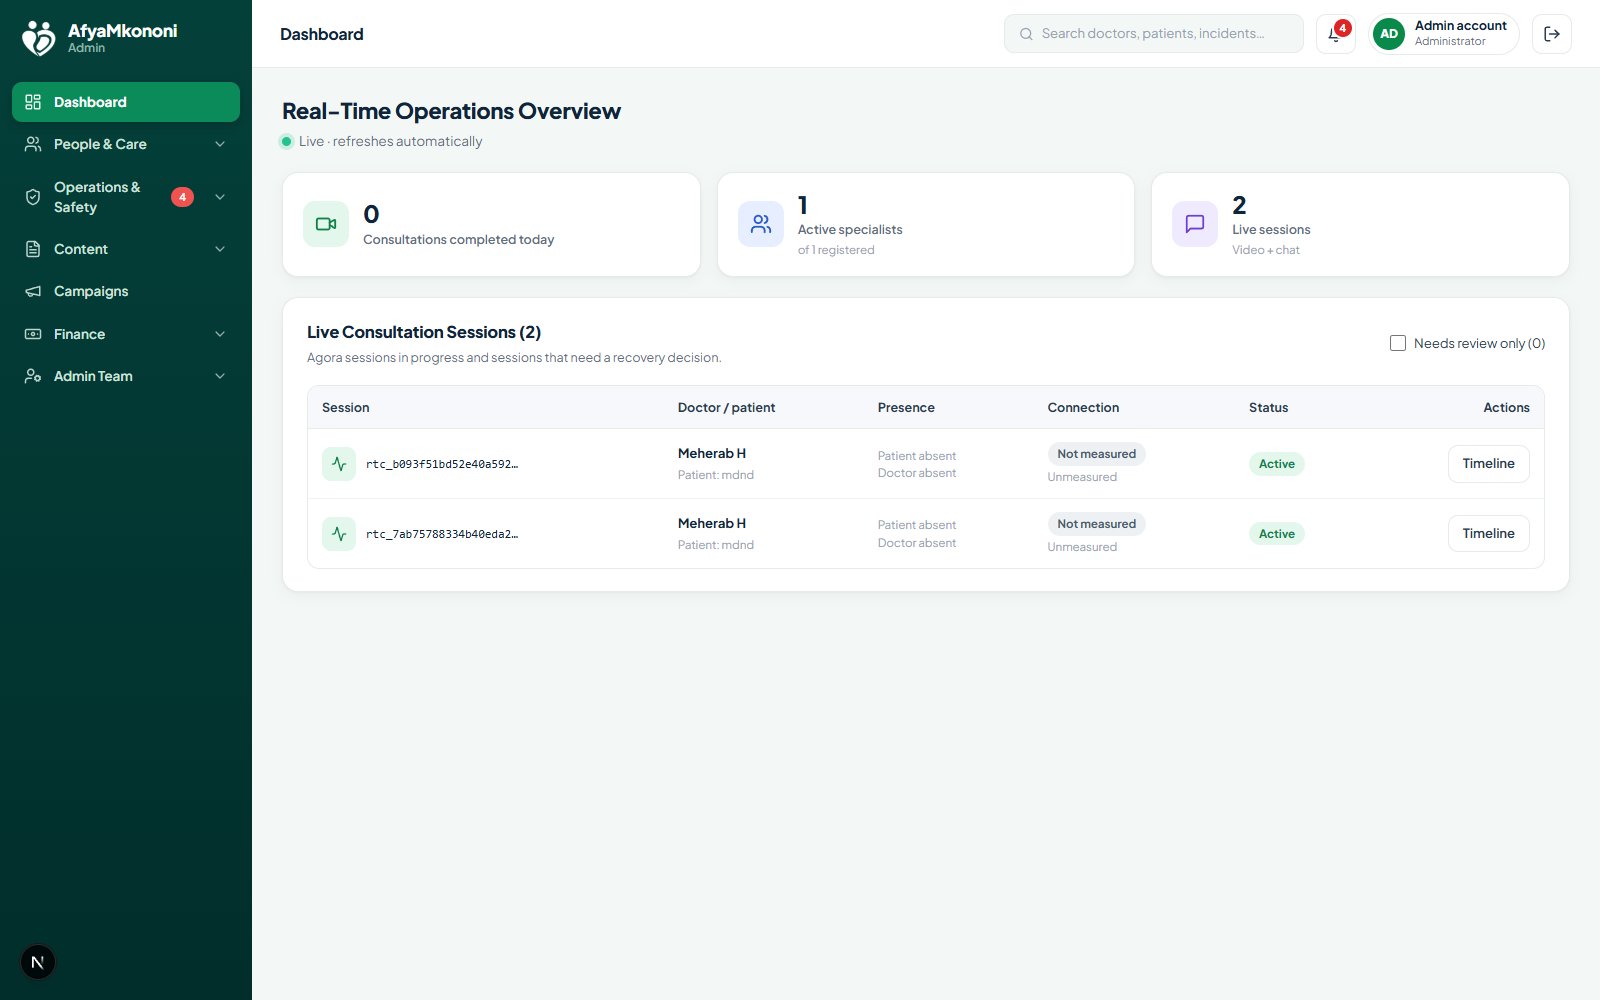 AfyaMkononi
Admin
Dashboard
People & Care
Operations &
Safety
4
Content
Campaigns
Finance
Admin Team
N
Dashboard
Search doctors, patients, incidents...
4
AD
Admin account
Administrator
Real-Time Operations Overview
Live · refreshes automatically
0
Consultations completed today
1
Active specialists
of 1 registered
2
Live sessions
Video + chat
Live Consultation Sessions (2)
Agora sessions in progress and sessions that need a recovery decision.
Needs review only (0)
Session Doctor / patient Presence Connection Status Actions
rtc_b093f51bd52e40a592…
Meherab H
Patient: mdnd
Patient absent
Doctor absent
Not measured
Unmeasured
Active
Timeline
rtc_7ab75788334b40eda2…
Meherab H
Patient: mdnd
Patient absent
Doctor absent
Not measured
Unmeasured
Active
Timeline